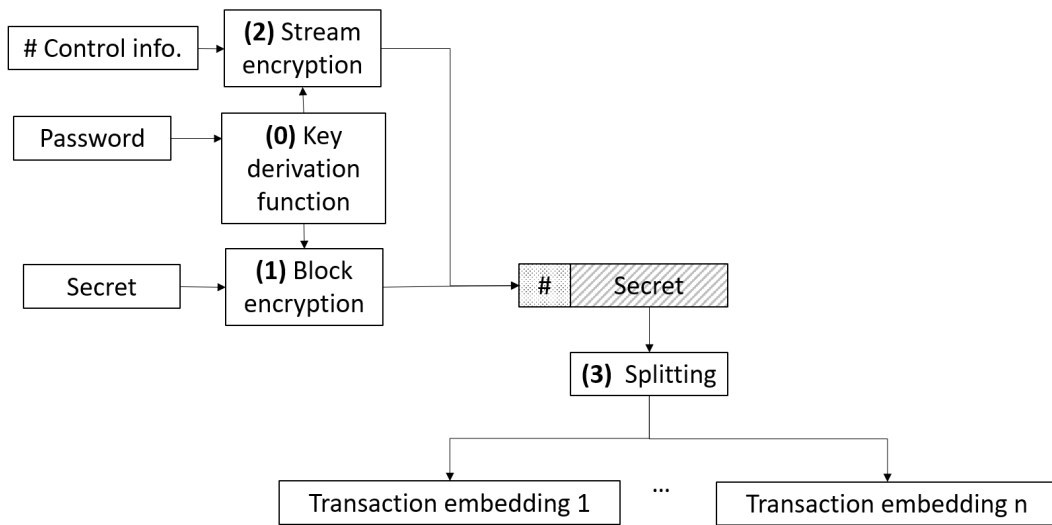 # Control info.
(2) Stream
encryption
Password
(0) Key
derivation
function
Secret
(1) Block
encryption
# Secret
(3) Splitting
Transaction embedding 1
...
Transaction embedding n